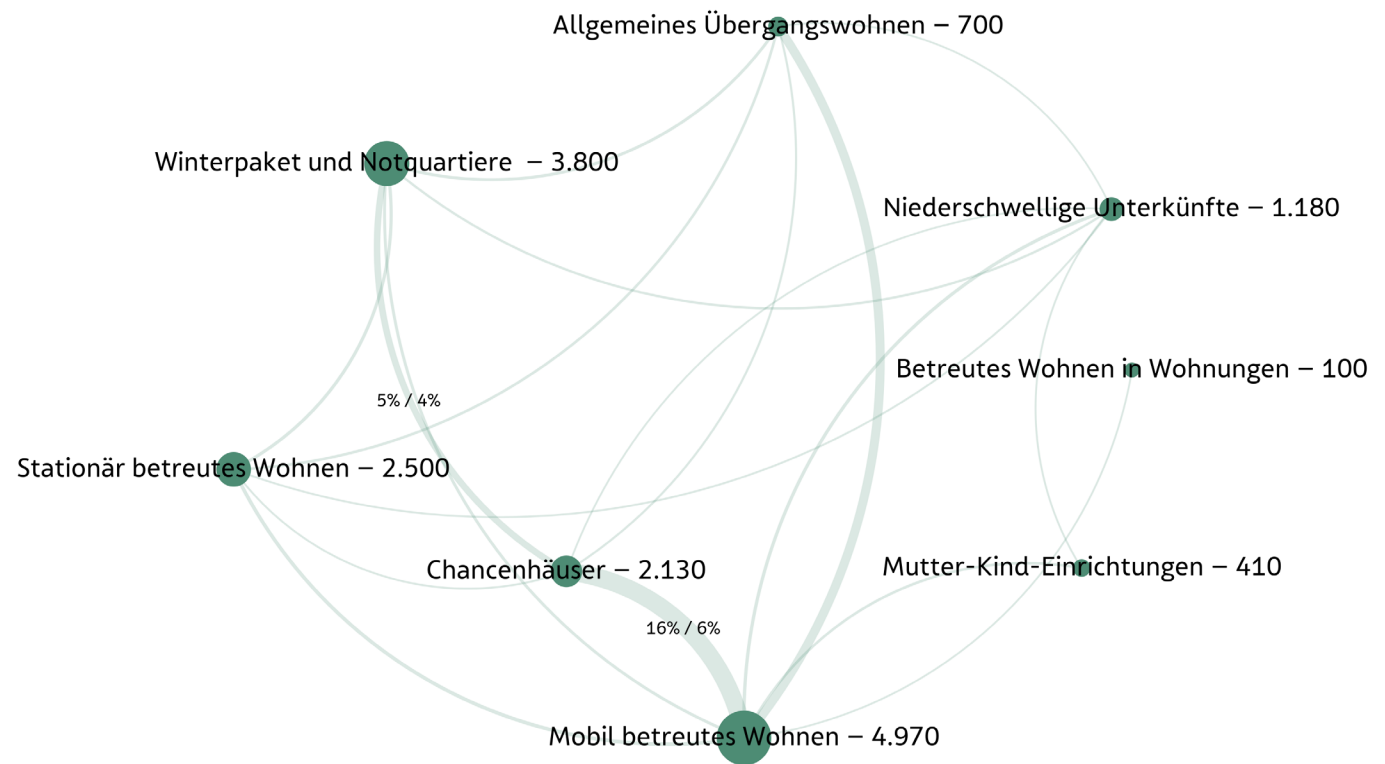 Allgemeines Übergangswohnen – 700
Winterpaket und Notquartiere – 3.800
Niederschwellige Unterkünfte – 1.180
Betreutes Wohnen in Wohnungen – 100
5% / 4%
Stationär betreutes Wohnen – 2.500
Chancenhäuser – 2.130
Mutter-Kind-Einrichtungen – 410
16% / 6%
Mobil betreutes Wohnen – 4.970